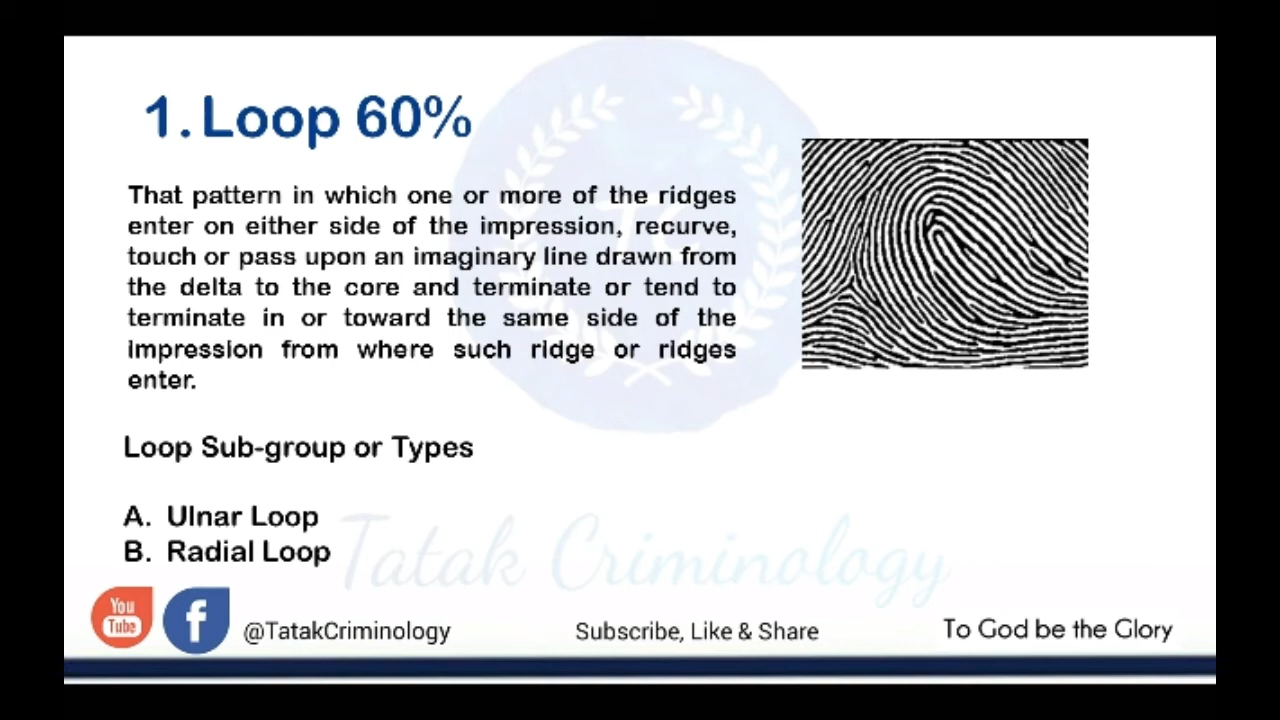 1. Loop 60%
That pattern in which one or more of the ridges
enter on either side of the impression, recurve,
touch or pass upon an imaginary line drawn from
the delta to the core and terminate or tend to
terminate in or toward the same side of the
impression from where such ridge or ridges
enter.
Loop Sub-group or Types
A. Ulnar Loop
B. Radial Loop
Tatak Criminology
You
Tube
f
@TatakCriminology
Subscribe, Like & Share
To God be the Glory